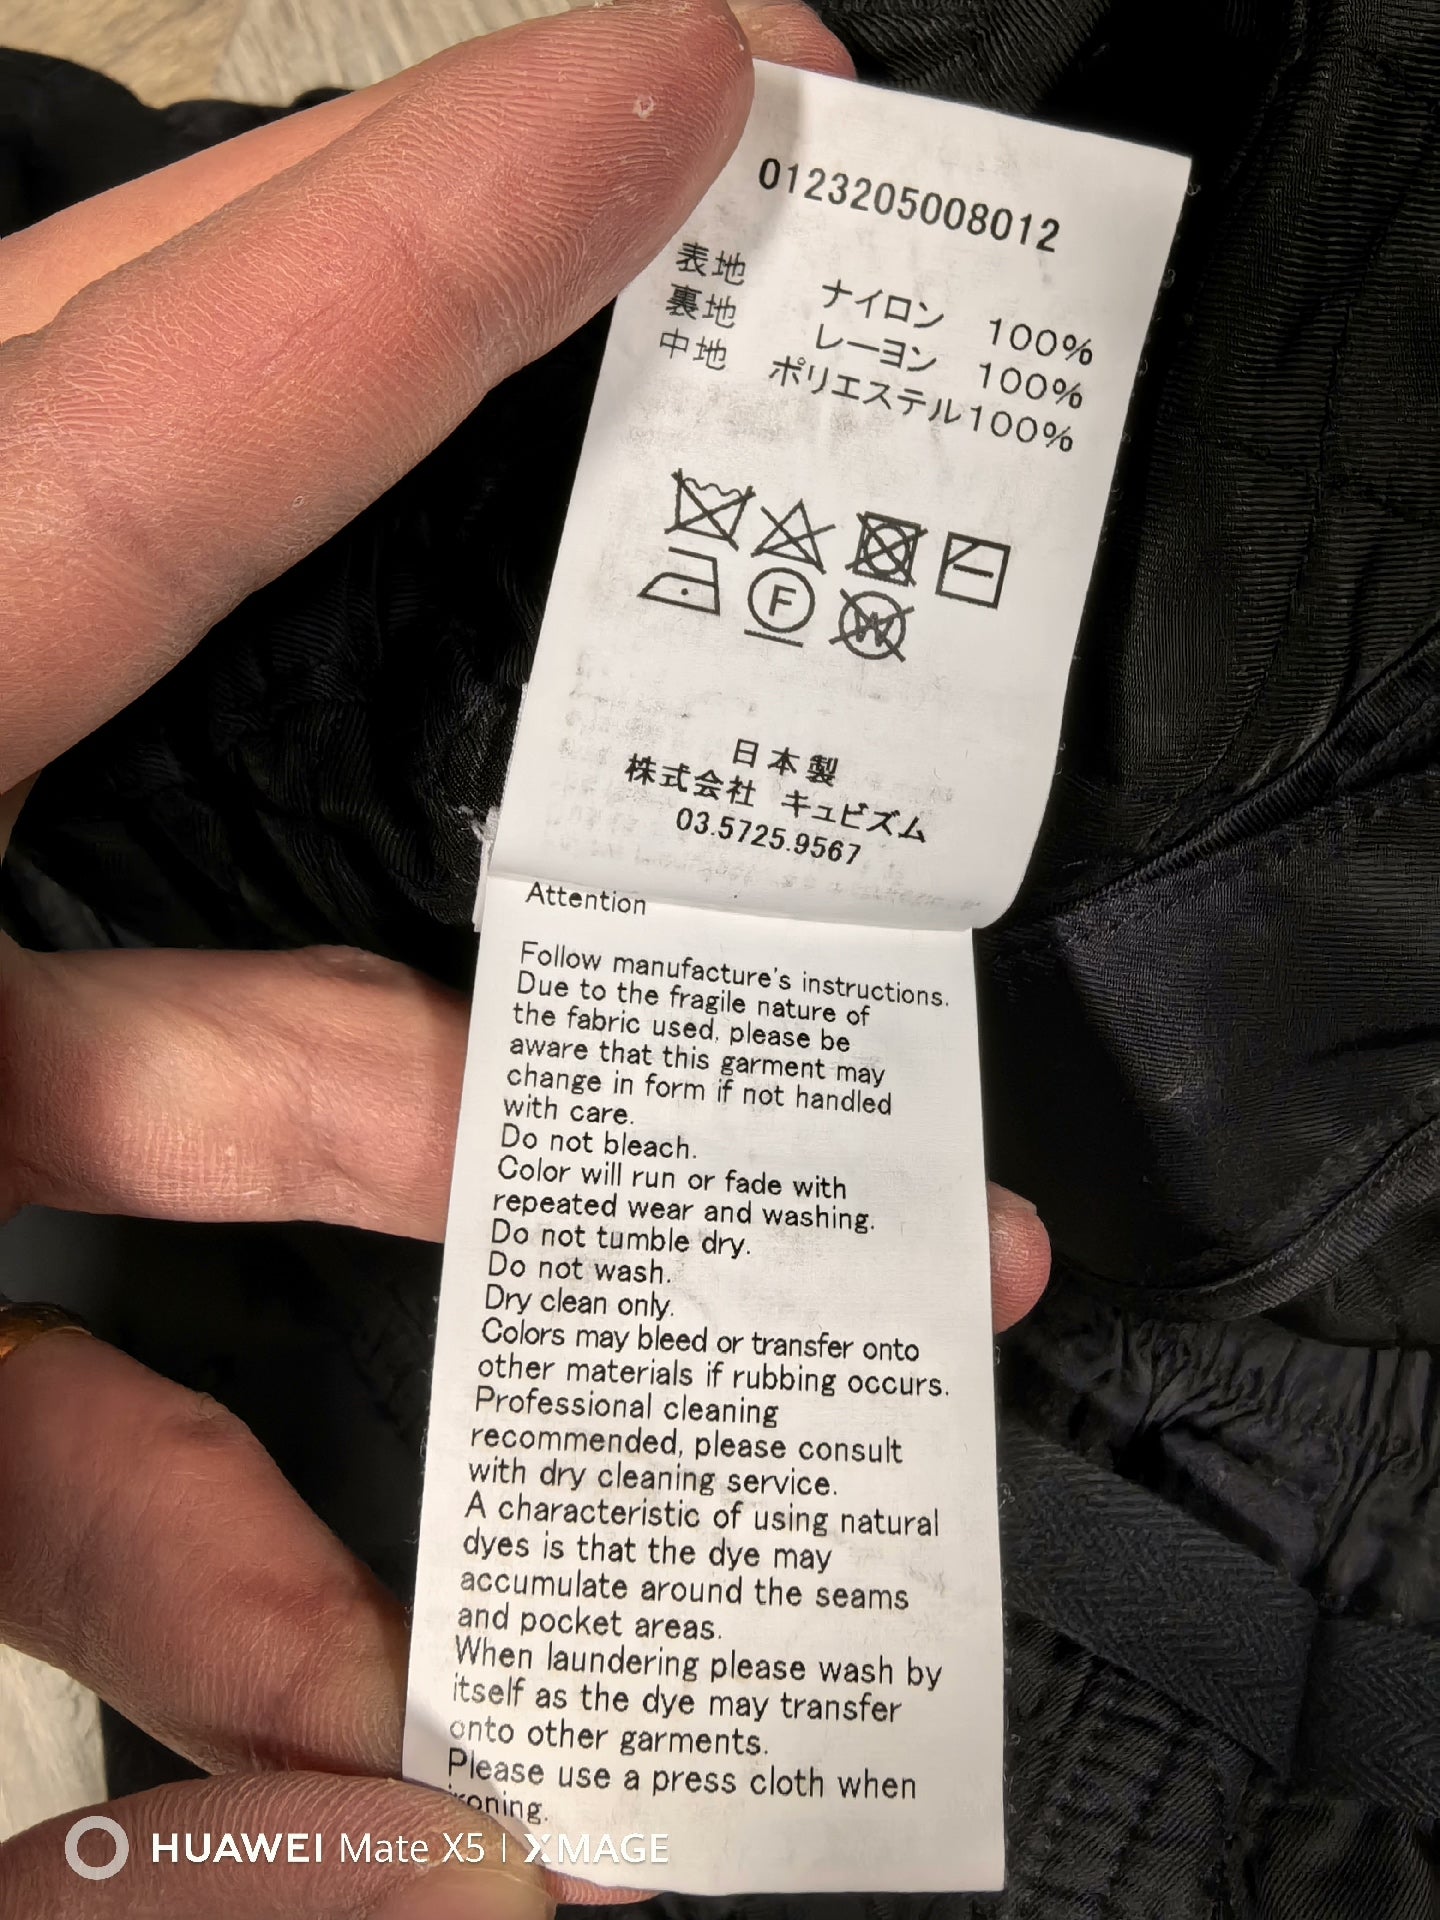 0123205008012
表地 ナイロン 100%
裏地 レーヨン 100%
中地 ポリエステル100%
F
W
日本製
株式会社 キュビズム
03.5725.9567
Attention
Follow manufacture's instructions.
Due to the fragile nature of
the fabric used, please be
aware that this garment may
change in form if not handled
with care.
Do not bleach.
Color will run or fade with
repeated wear and washing.
Do not tumble dry.
Do not wash.
Dry clean only.
Colors may bleed or transfer onto
other materials if rubbing occurs.
Professional cleaning
recommended, please consult
with dry cleaning service.
A characteristic of using natural
dyes is that the dye may
accumulate around the seams
and pocket areas.
When laundering please wash by
itself as the dye may transfer
onto other garments.
Please use a press cloth when
ironing.
HUAWEI Mate X5 | XMAGE